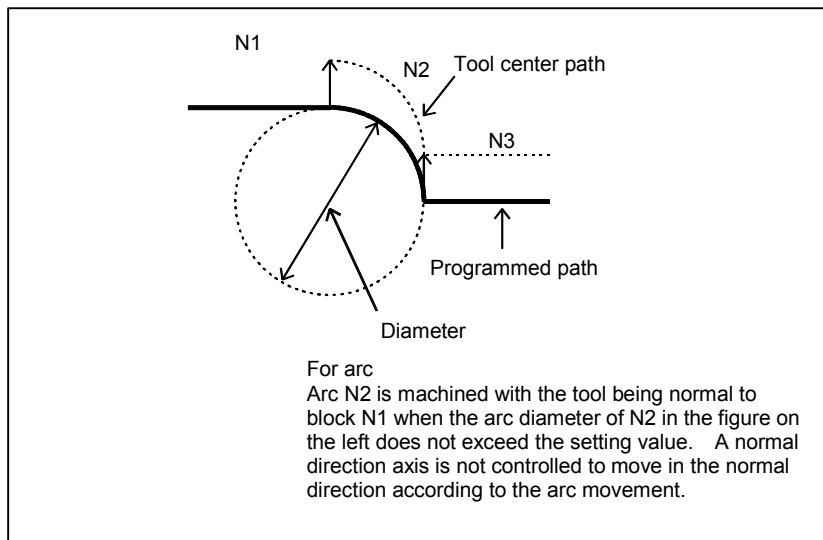 N1
N2
Tool center path
N3
Programmed path
Diameter
For arc
Arc N2 is machined with the tool being normal to
block N1 when the arc diameter of N2 in the figure on
the left does not exceed the setting value. A normal
direction axis is not controlled to move in the normal
direction according to the arc movement.